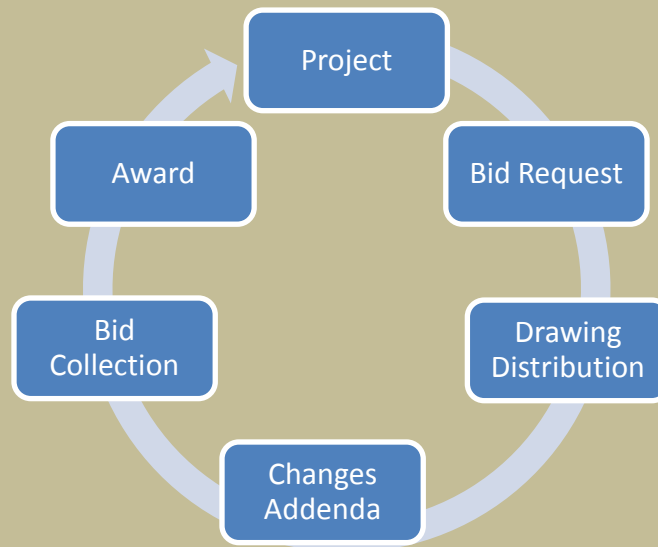 Project
Bid Request
Drawing
Distribution
Changes
Addenda
Bid
Collection
Award